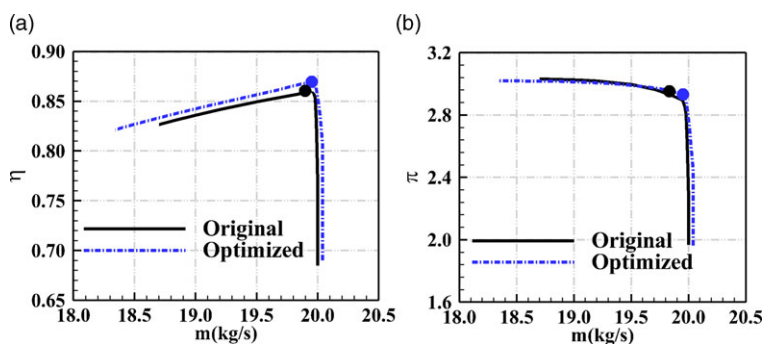 (a)
0.90
0.85
0.80
η
0.75
0.70
0.65
Original
Optimized
18.0 18.5 19.0 19.5 20.0 20.5
m(kg/s)
(b)
3.2
2.8
π
2.4
2.0
1.6
Original
Optimized
18.0 18.5 19.0 19.5 20.0 20.5
m(kg/s)